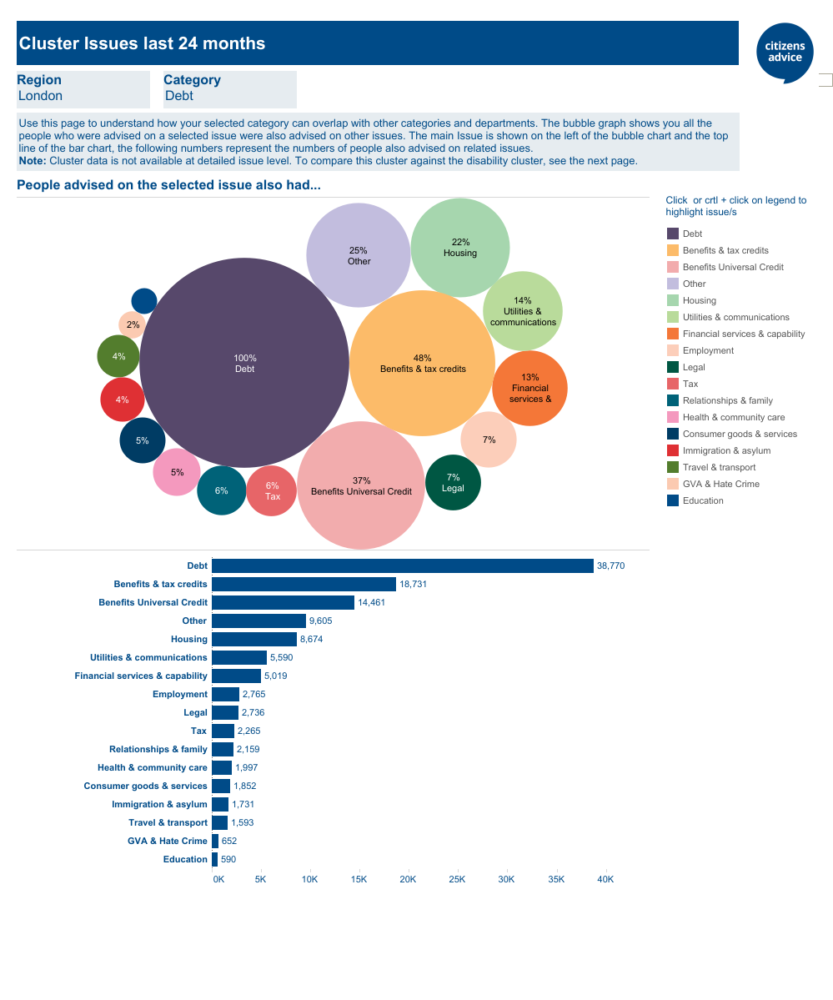 Cluster Issues last 24 months
citizens
advice
Region
London
Category
Debt
Use this page to understand how your selected category can overlap with other categories and departments. The bubble graph shows you all the
people who were advised on a selected issue were also advised on other issues. The main Issue is shown on the left of the bubble chart and the top
line of the bar chart, the following numbers represent the numbers of people also advised on related issues.
Note: Cluster data is not available at detailed issue level. To compare this cluster against the disability cluster, see the next page.
People advised on the selected issue also had...
25%
Other
22%
Housing
14%
Utilities &
communications
2%
4%
100%
Debt
48%
Benefits & tax credits
13%
Financial
services &
4%
5%
7%
5%
6%
6%
Tax
37%
Benefits Universal Credit
7%
Legal
Click  or crtl + click on legend to
highlight issue/s
Debt
Benefits & tax credits
Benefits Universal Credit
Other
Housing
Utilities & communications
Financial services & capability
Employment
Legal
Tax
Relationships & family
Health & community care
Consumer goods & services
Immigration & asylum
Travel & transport
GVA & Hate Crime
Education
Debt 38,770
Benefits & tax credits 18,731
Benefits Universal Credit 14,461
Other 9,605
Housing 8,674
Utilities & communications 5,590
Financial services & capability 5,019
Employment 2,765
Legal 2,736
Tax 2,265
Relationships & family 2,159
Health & community care 1,997
Consumer goods & services 1,852
Immigration & asylum 1,731
Travel & transport 1,593
GVA & Hate Crime 652
Education 590
0K 5K 10K 15K 20K 25K 30K 35K 40K